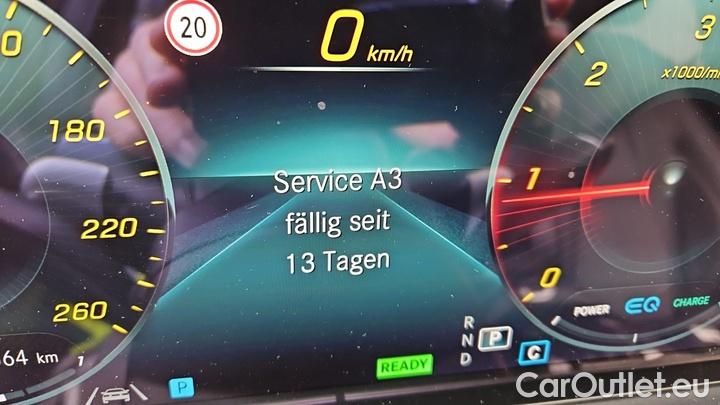 20
0 km/h
3
2
x1000/mi
180
Service A3
1
fällig seit
220
13 Tagen
0
260
POWER EQ CHARGE
64 km
R
N
D
P
READY
C
P
CarOutlet.eu